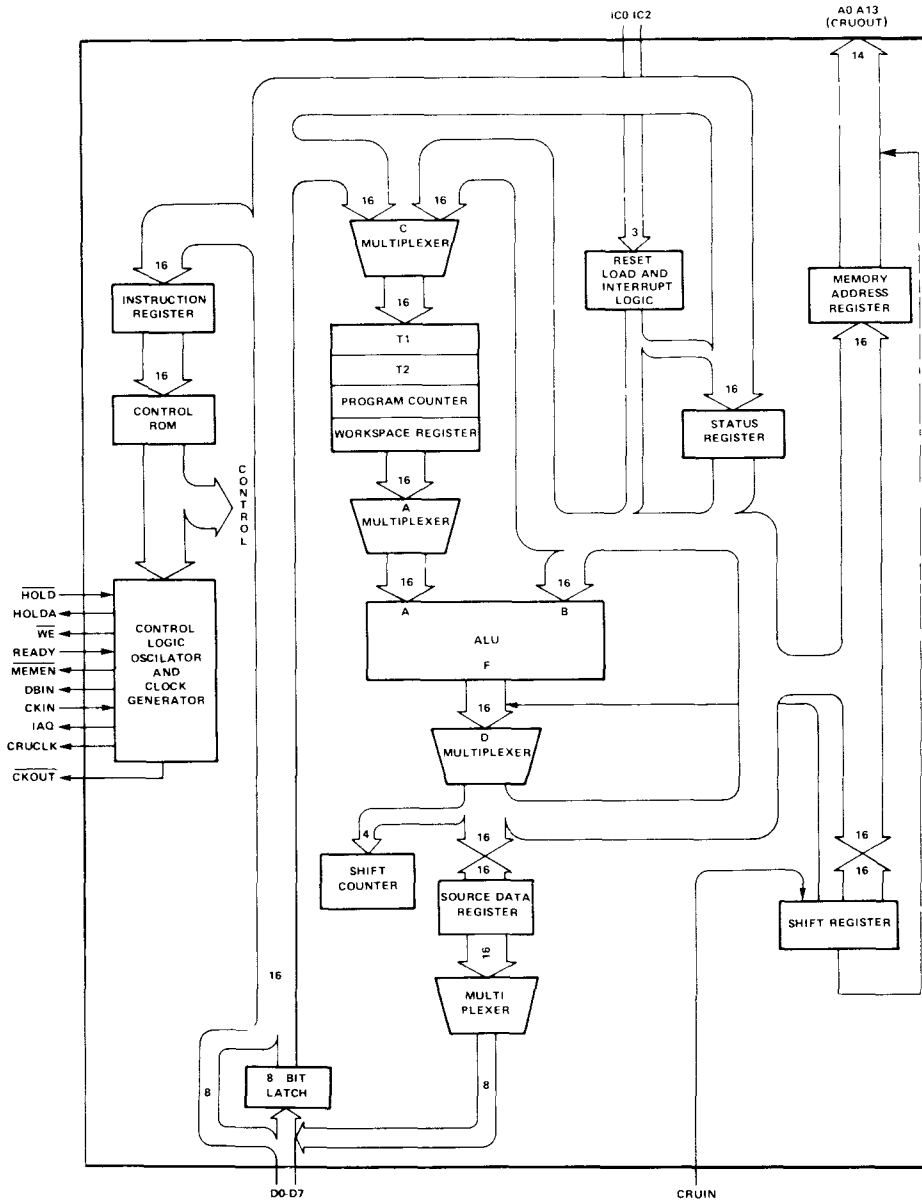 IC0 IC2
A0 A13
(CRUOUT)
14
16
16
16
C
MULTIPLEXER
3
RESET
LOAD AND
INTERRUPT
LOGIC
INSTRUCTION
REGISTER
MEMORY
ADDRESS
REGISTER
16
T1
T2
PROGRAM COUNTER
WORKSPACE REGISTER
16
16
16
CONTROL
ROM
STATUS
REGISTER
CONTROL
16
A
MULTIPLEXER
16
16
A
B
ALU
F
HOLD
HOLDA
WE
READY
MEMEN
DBIN
CKIN
IAQ
CRUCLK
CKOUT
CONTROL
LOGIC
OSCILATOR
AND
CLOCK
GENERATOR
16
D
MULTIPLEXER
4
SHIFT
COUNTER
16
16
SOURCE DATA
REGISTER
16
16
SHIFT REGISTER
16
MULTI
PLEXER
16
8
8 BIT
LATCH
8
D0-D7
CRUIN